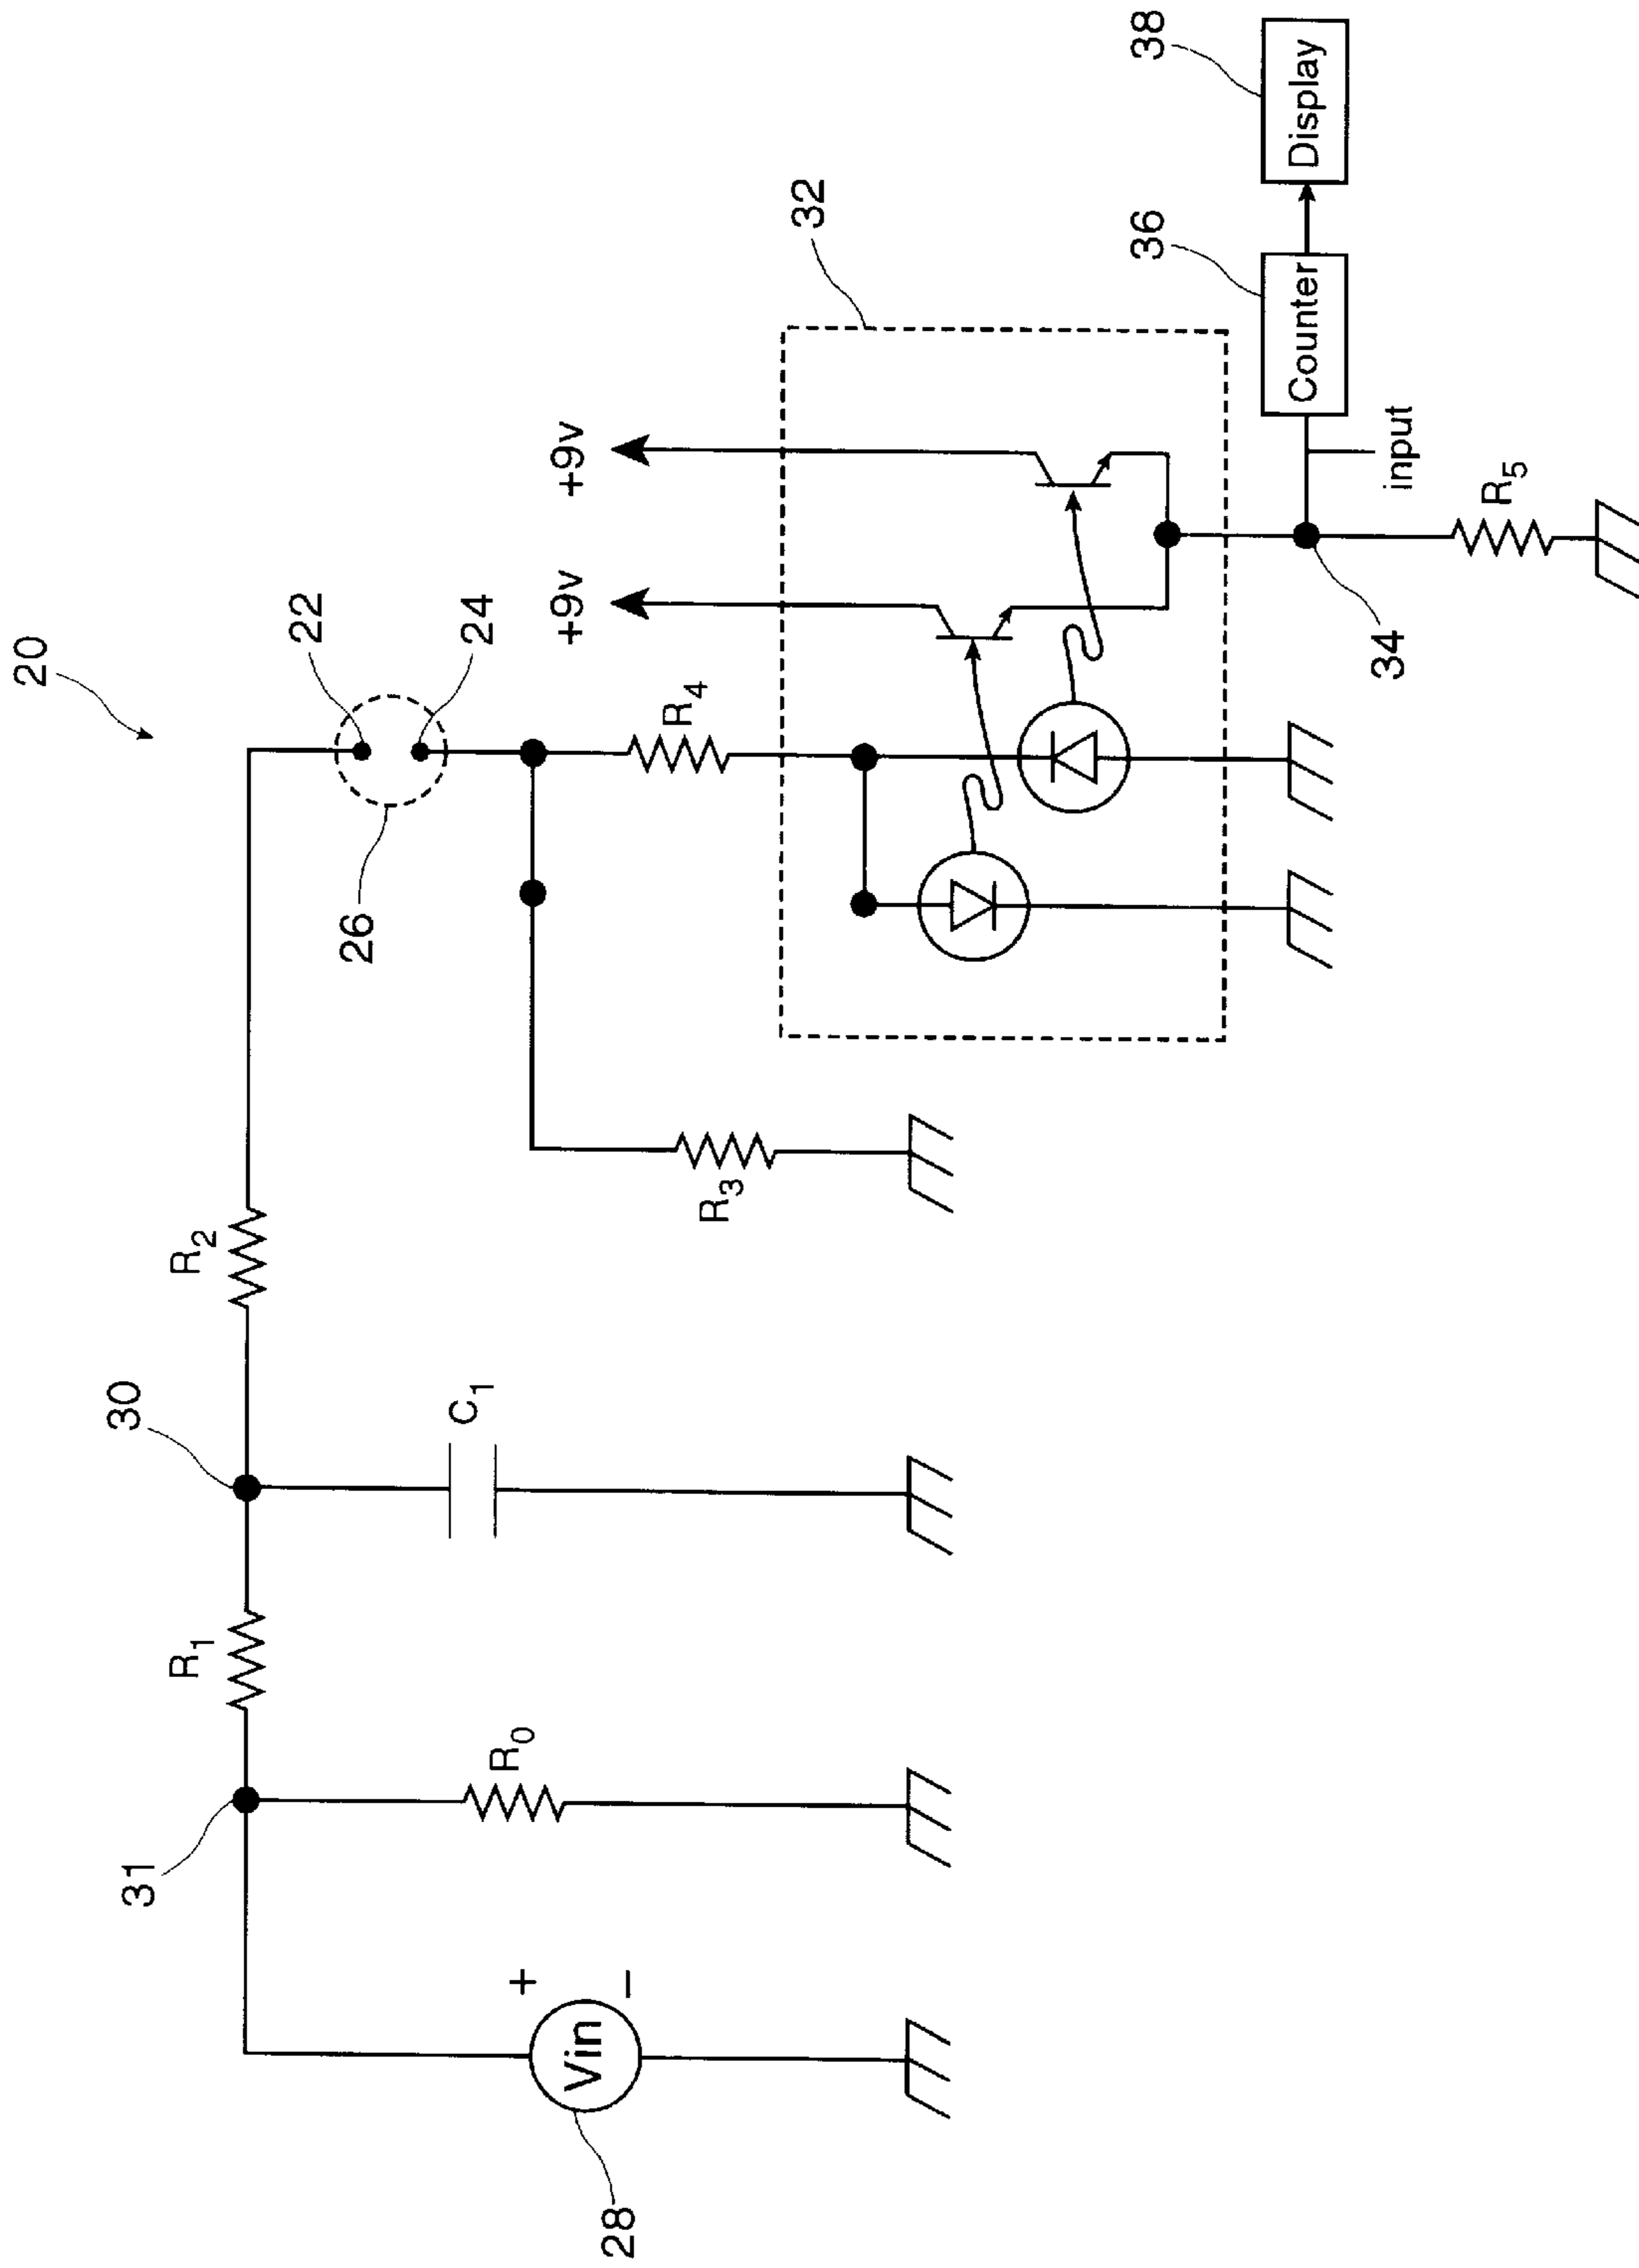 20
22
24
26
+9v
+9v
32
36
38
Counter
Display
input
R5
34
R4
R3
R2
30
C1
R1
31
R0
+
Vin
–
28